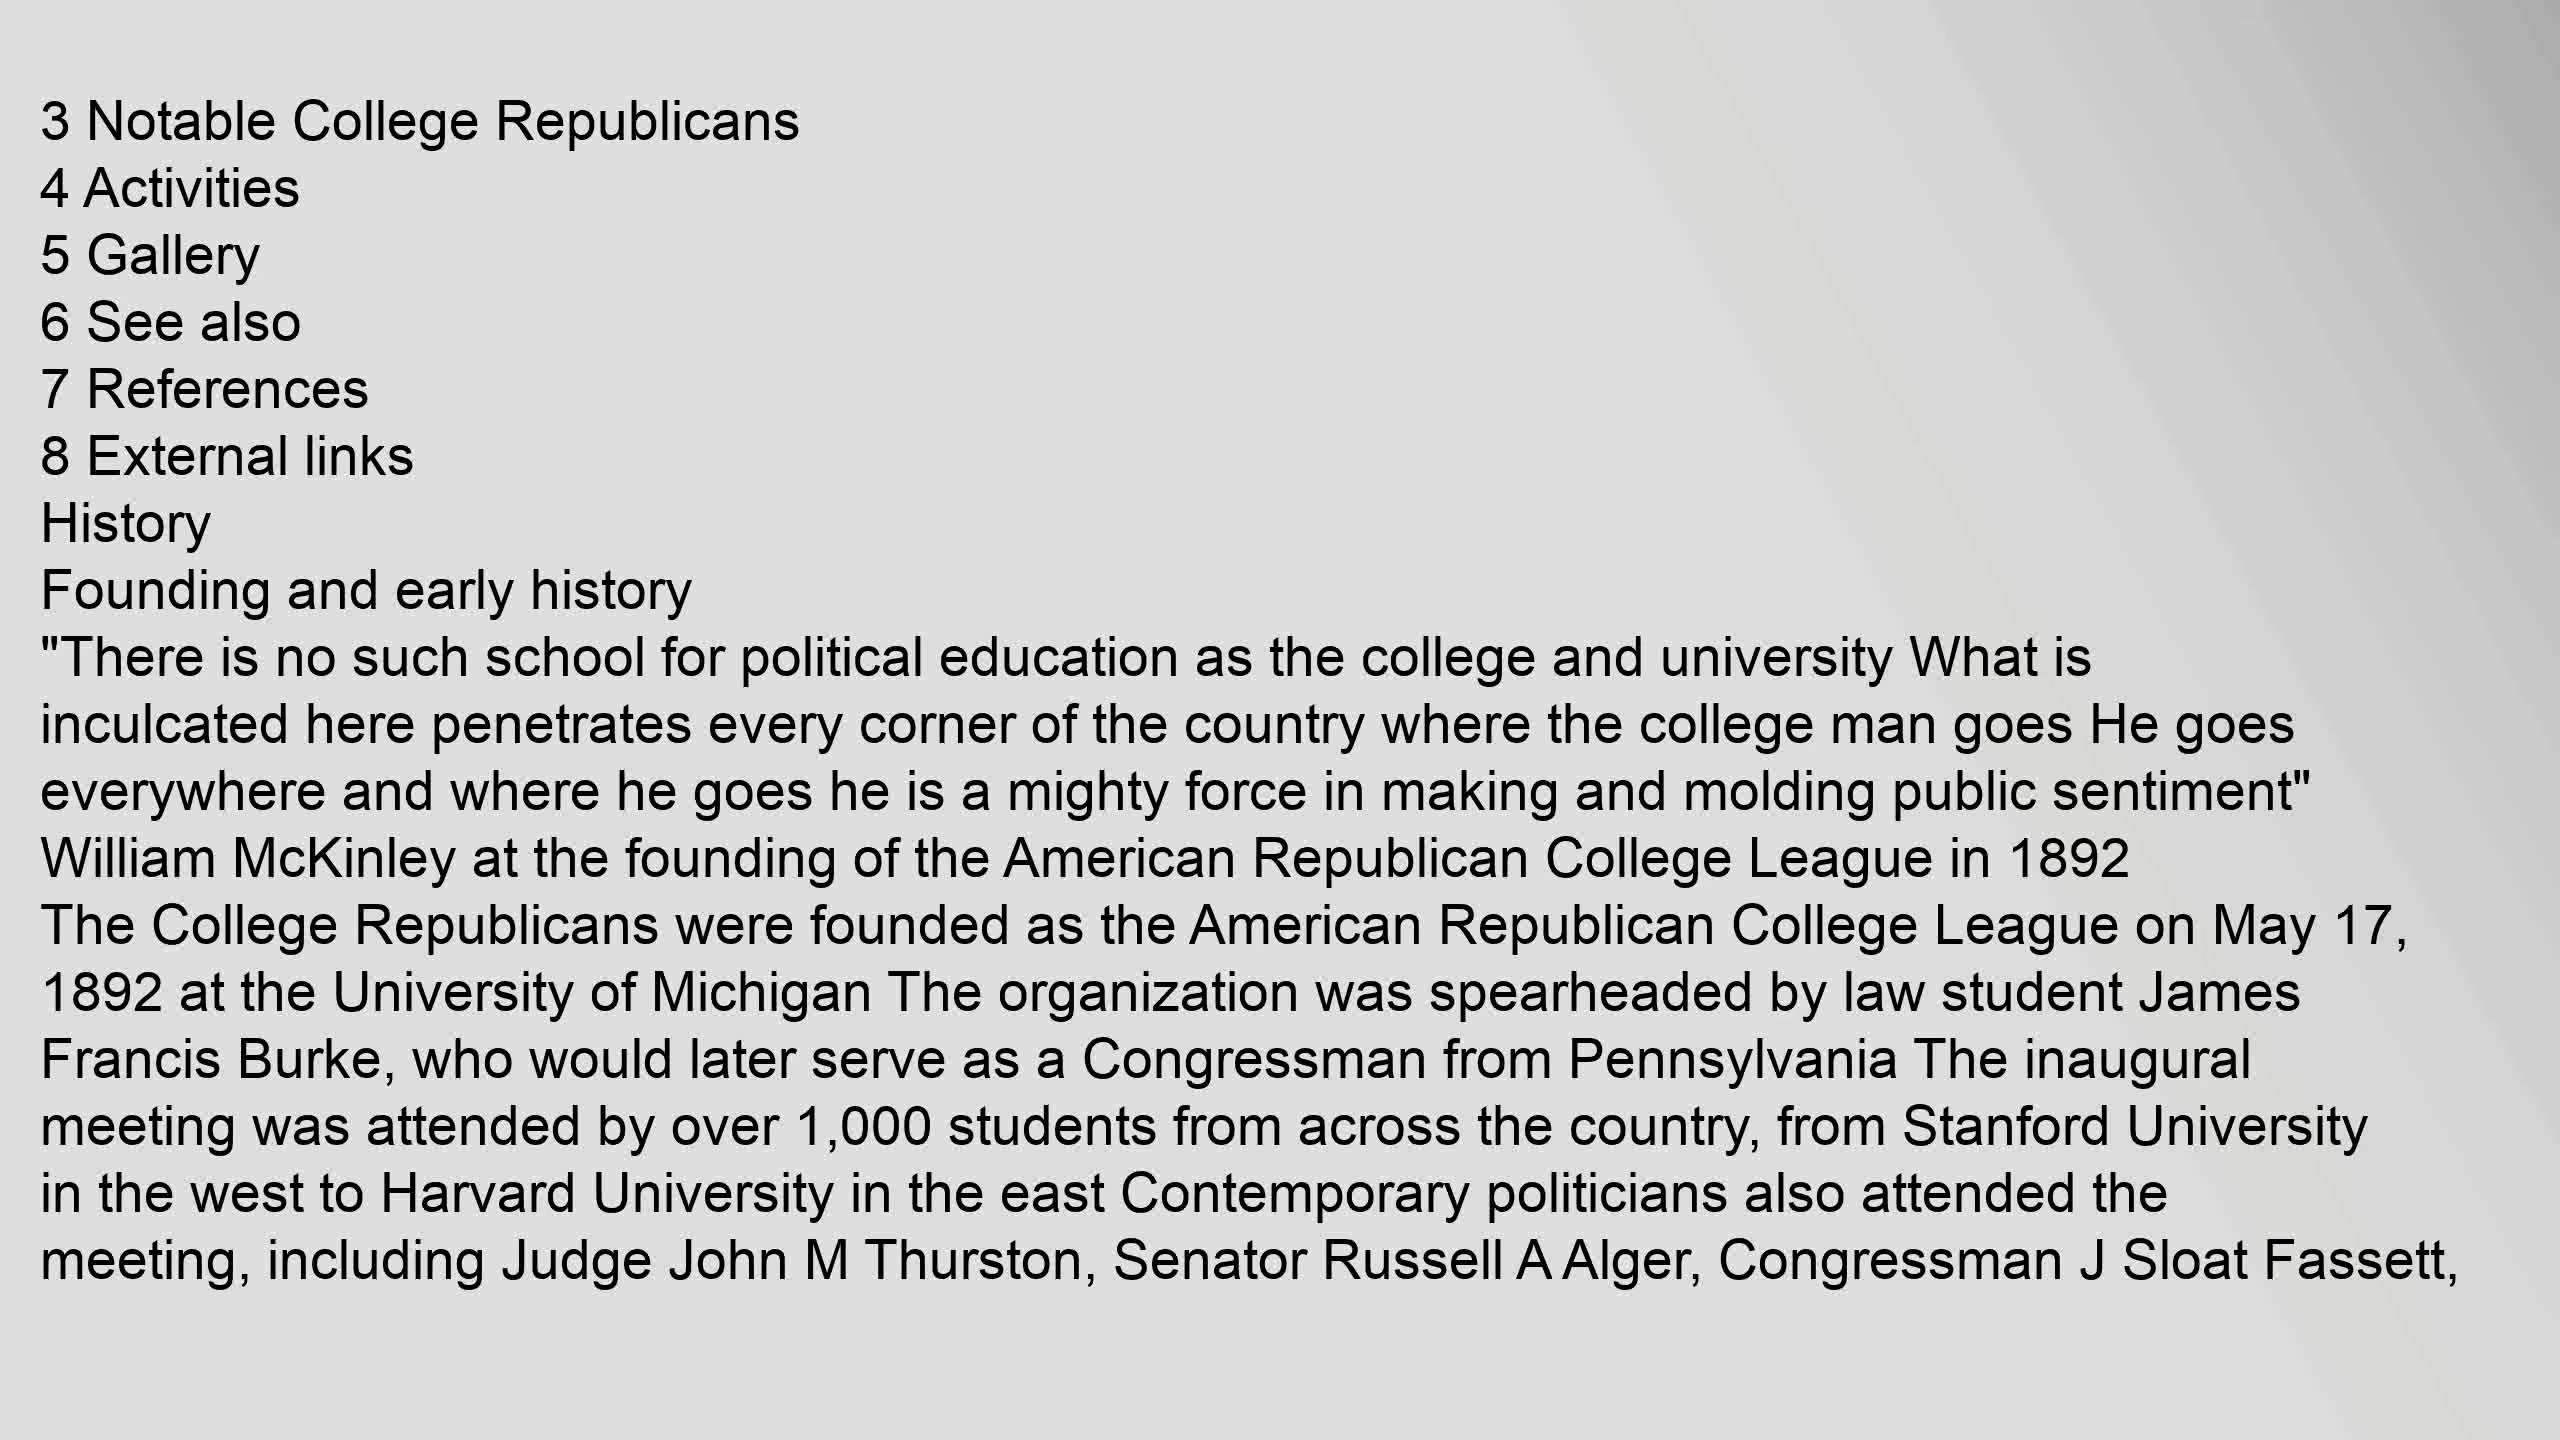 3 Notable College Republicans
4 Activities
5 Gallery
6 See also
7 References
8 External links
History
Founding and early history
"There is no such school for political education as the college and university What is
inculcated here penetrates every corner of the country where the college man goes He goes
everywhere and where he goes he is a mighty force in making and molding public sentiment"
William McKinley at the founding of the American Republican College League in 1892
The College Republicans were founded as the American Republican College League on May 17,
1892 at the University of Michigan The organization was spearheaded by law student James
Francis Burke, who would later serve as a Congressman from Pennsylvania The inaugural
meeting was attended by over 1,000 students from across the country, from Stanford University
in the west to Harvard University in the east Contemporary politicians also attended the
meeting, including Judge John M Thurston, Senator Russell A Alger, Congressman J Sloat Fassett,